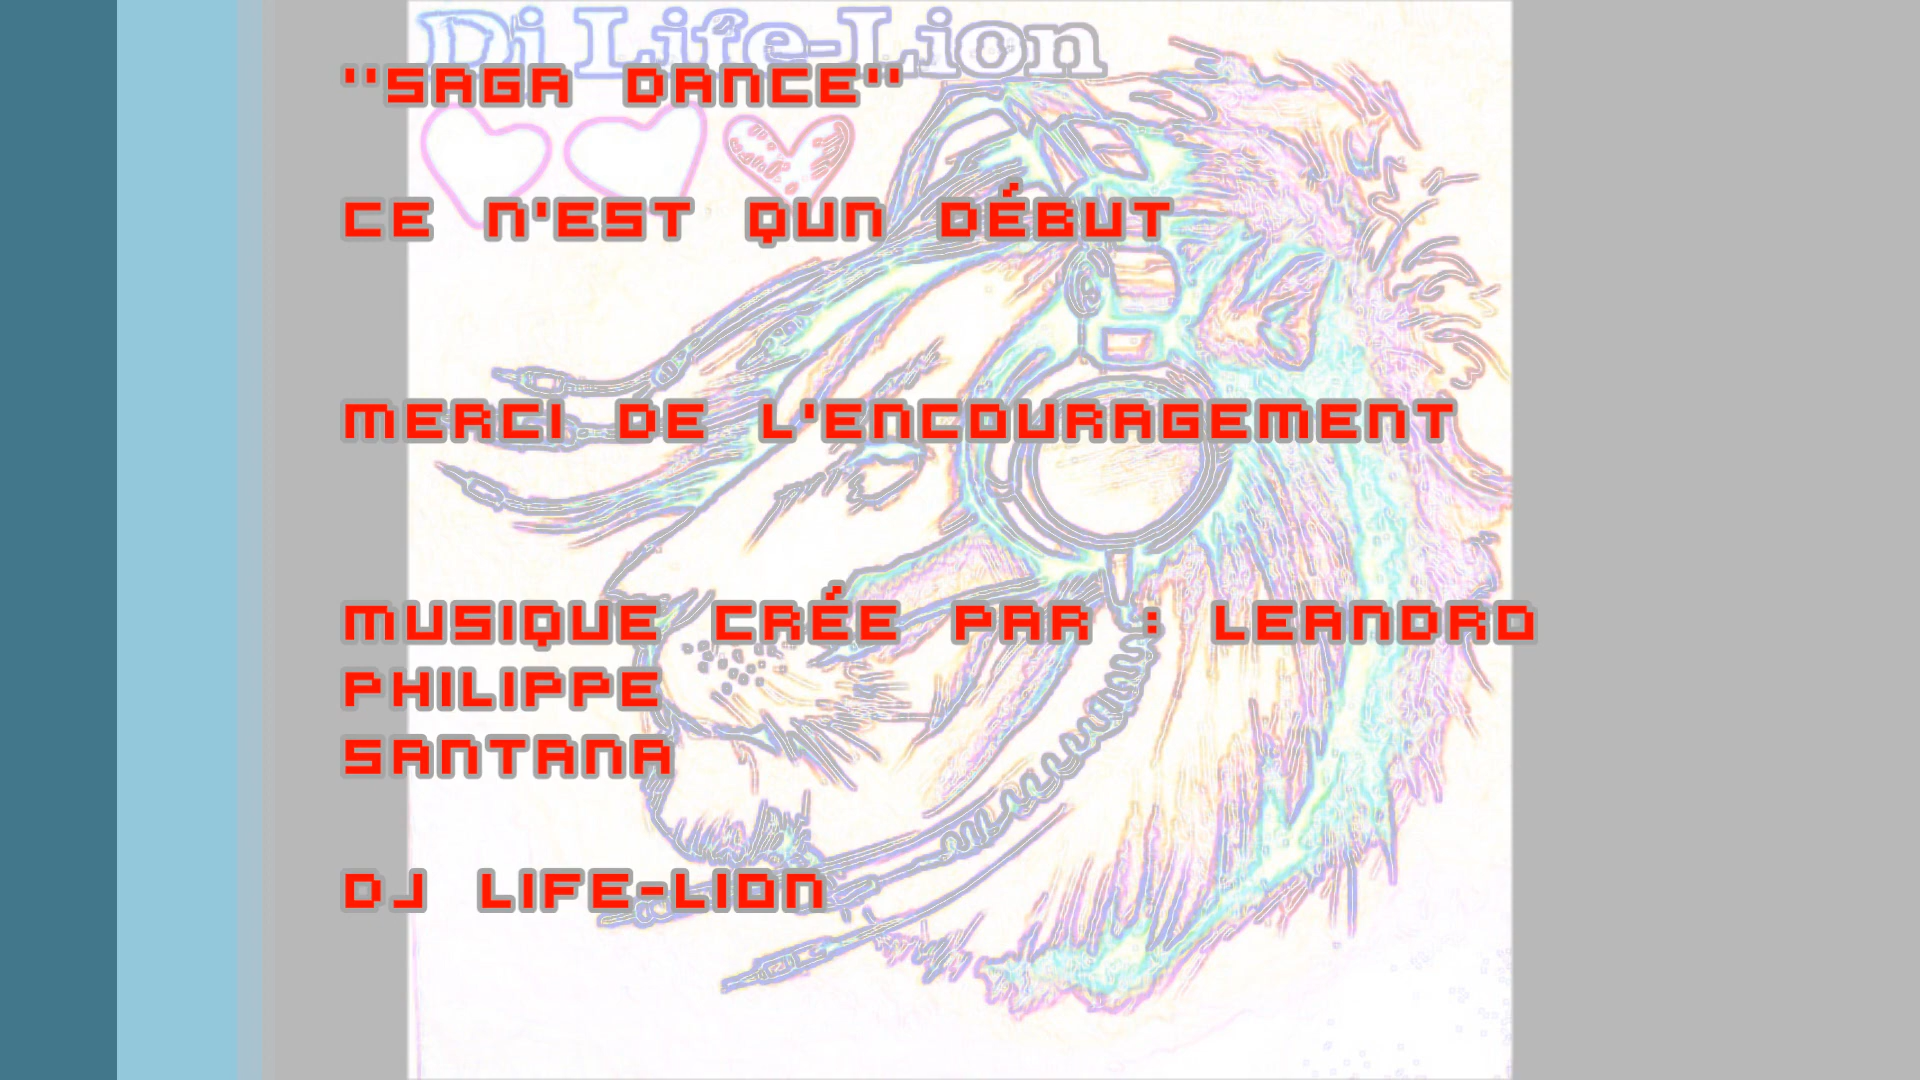 Dj Life-Lion
"SAGA DANCE"
CE N'EST QUN DÉBUT
MERCI DE L'ENCOURAGEMENT
MUSIQUE CRÉE PAR : LEANDRO
PHILIPPE
SANTANA
DJ LIFE-LION